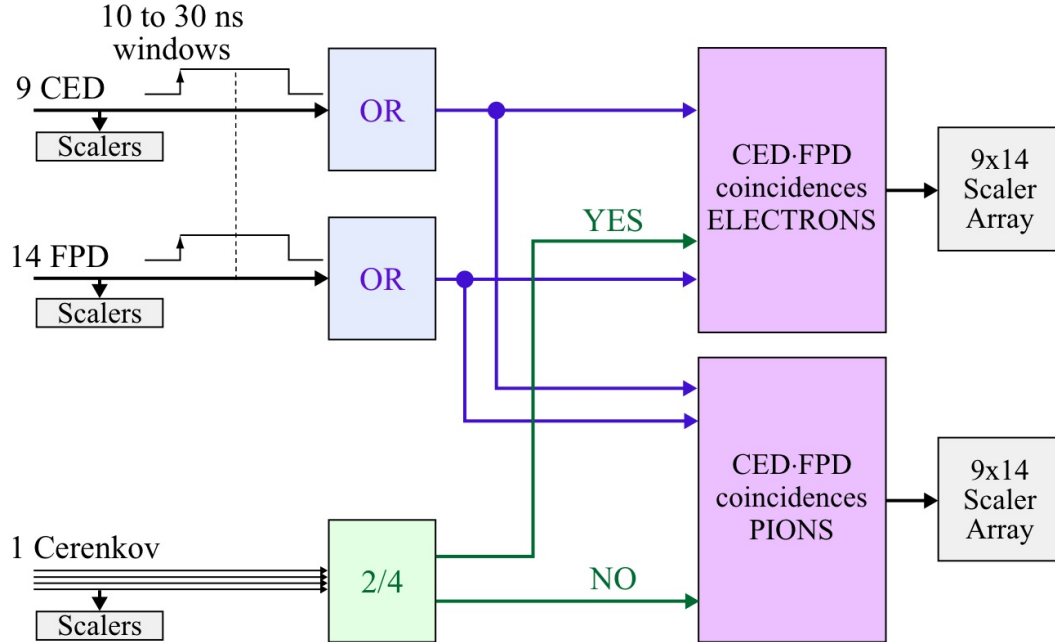 10 to 30 ns
windows
9 CED
Scalers
OR
CED·FPD
coincidences
ELECTRONS
9x14
Scaler
Array
YES
14 FPD
Scalers
OR
CED·FPD
coincidences
PIONS
9x14
Scaler
Array
1 Cerenkov
Scalers
2/4
NO